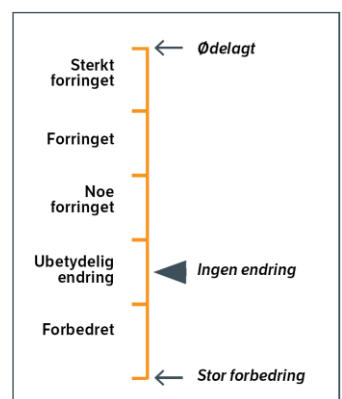 Ødelagt
Sterkt
forringet
Forringet
Noe
forringet
Ubetydelig
endring
Ingen endring
Forbedret
Stor forbedring